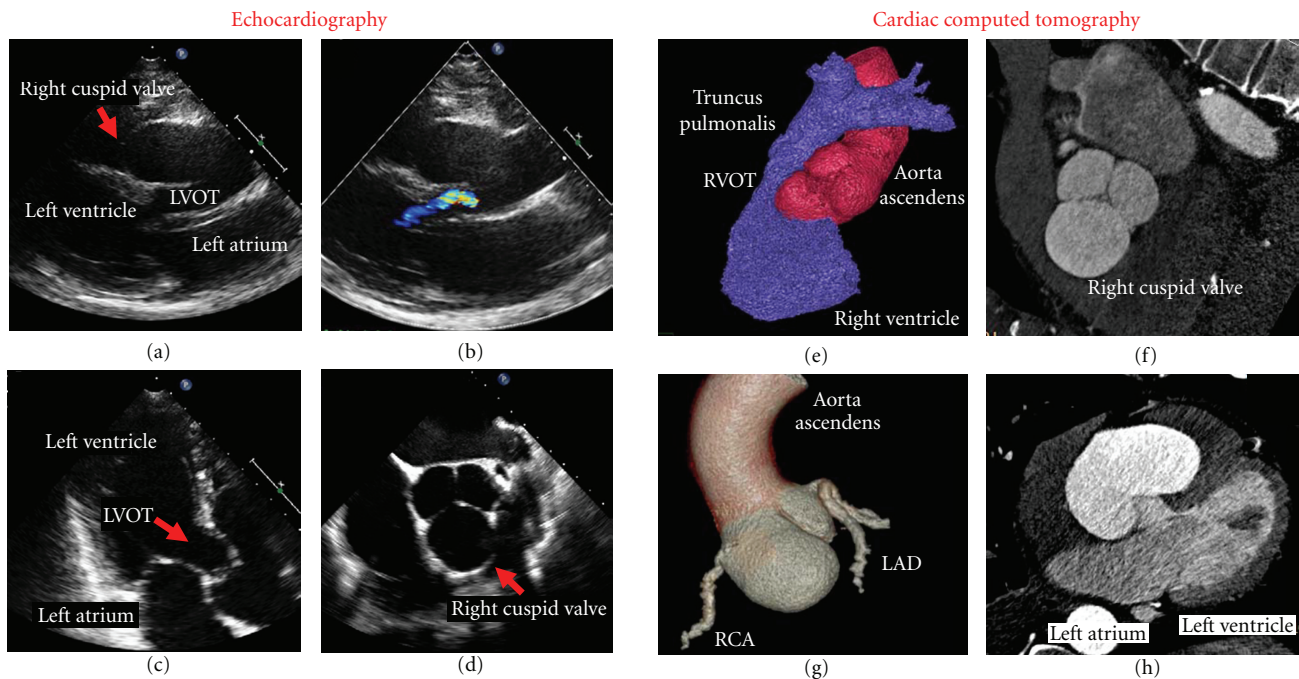 Echocardiography
Cardiac computed tomography
Right cuspid valve
LVOT
Left ventricle
Left atrium
(a)
(b)
Truncus
pulmonalis
RVOT
Aorta
ascendens
Right ventricle
(e)
Right cuspid valve
(f)
Left ventricle
LVOT
Left atrium
(c)
Right cuspid valve
(d)
Aorta
ascendens
LAD
RCA
(g)
Left atrium
Left ventricle
(h)